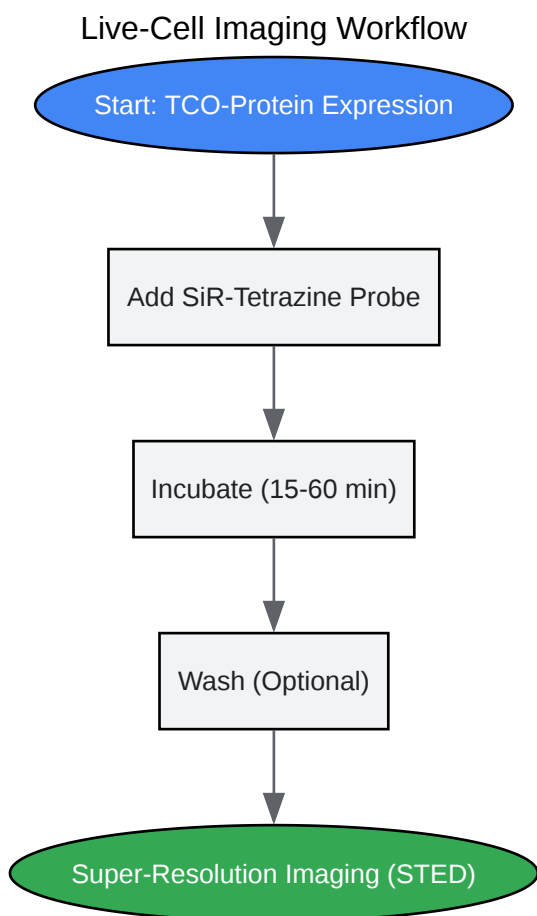 Live-Cell Imaging Workflow
Start: TCO-Protein Expression
Add SiR-Tetrazine Probe
Incubate (15-60 min)
Wash (Optional)
Super-Resolution Imaging (STED)